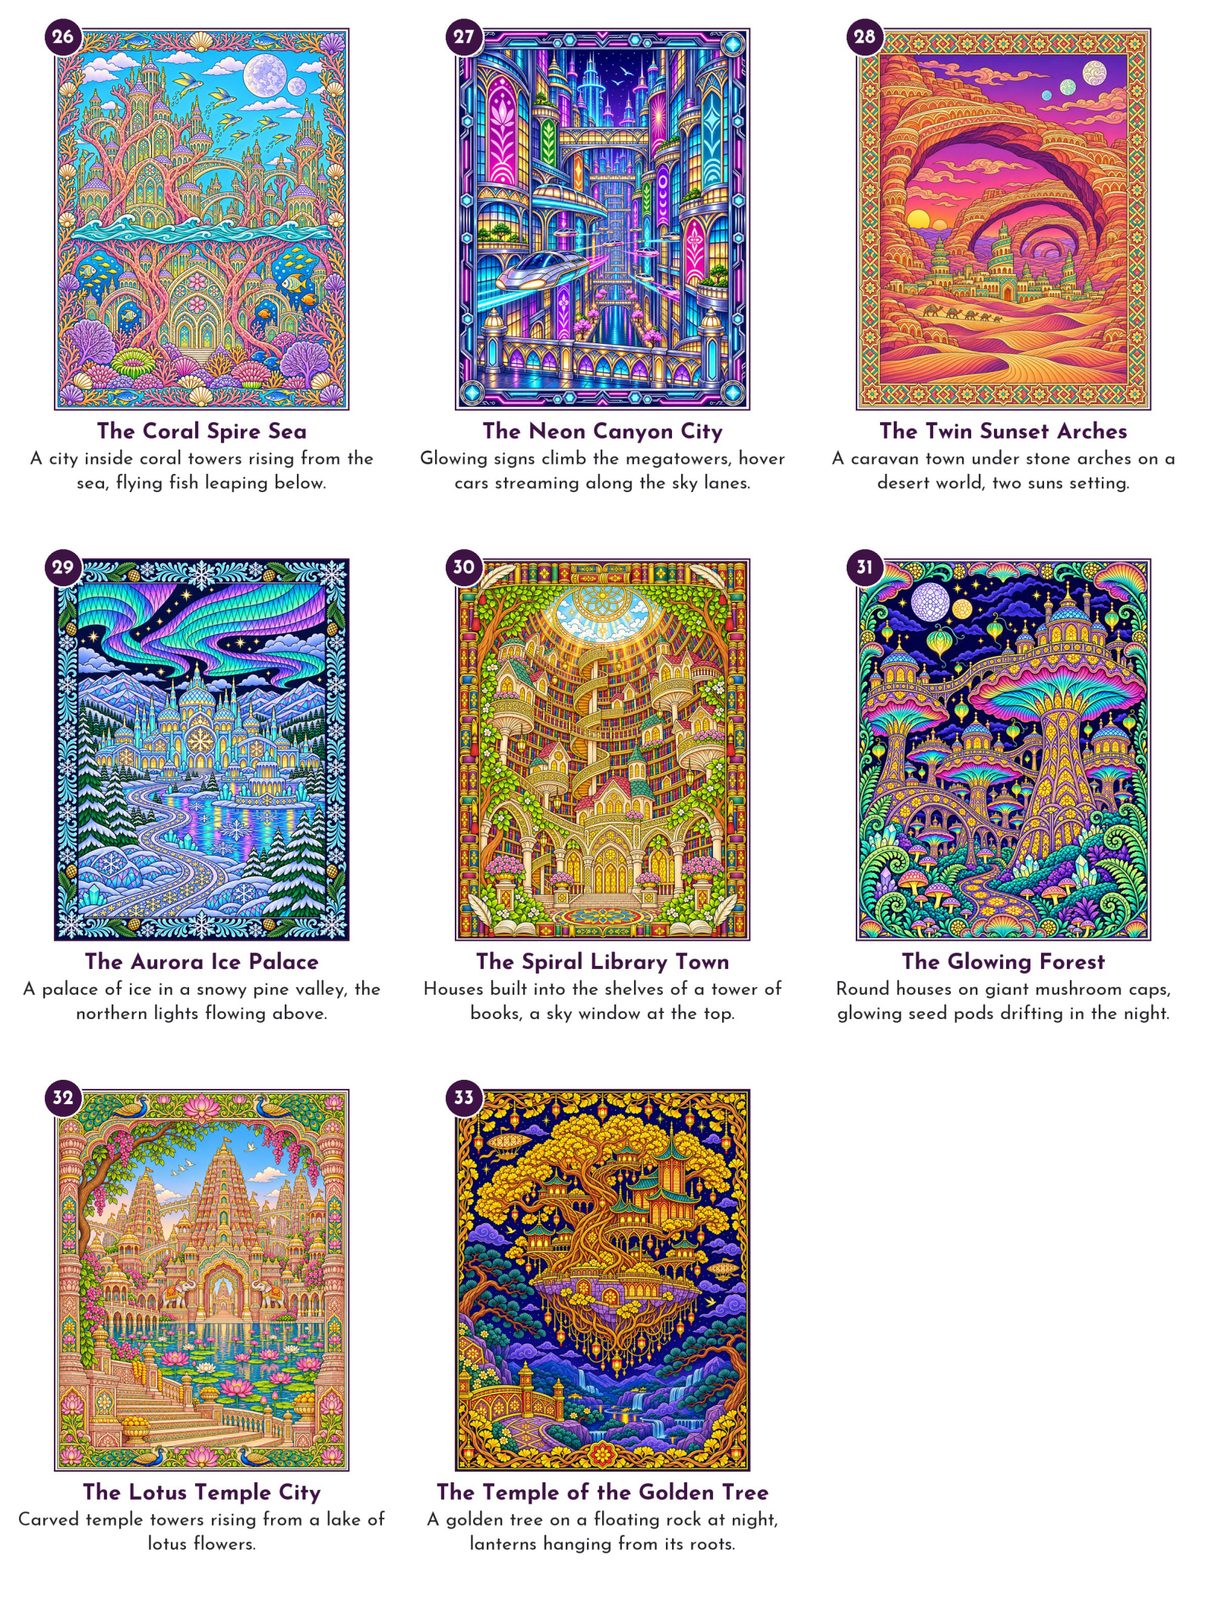 26
27
28
The Coral Spire Sea
A city inside coral towers rising from the
sea, flying fish leaping below.
The Neon Canyon City
Glowing signs climb the megatowers, hover
cars streaming along the sky lanes.
The Twin Sunset Arches
A caravan town under stone arches on a
desert world, two suns setting.
29
30
31
The Aurora Ice Palace
A palace of ice in a snowy pine valley, the
northern lights flowing above.
The Spiral Library Town
Houses built into the shelves of a tower of
books, a sky window at the top.
The Glowing Forest
Round houses on giant mushroom caps,
glowing seed pods drifting in the night.
32
33
The Lotus Temple City
Carved temple towers rising from a lake of
lotus flowers.
The Temple of the Golden Tree
A golden tree on a floating rock at night,
lanterns hanging from its roots.